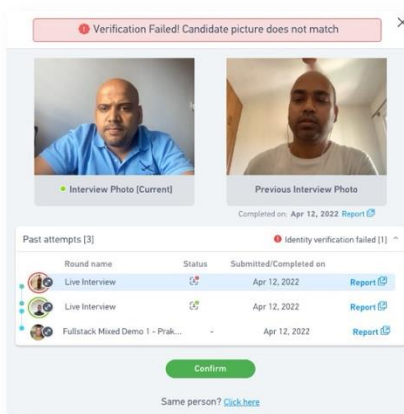 Verification Failed! Candidate picture does not match
Interview Photo [Current]
Previous Interview Photo
Completed on: Apr 12, 2022 Report
Past attempts [3]
Identity verification failed [1]
Round name Status Submitted/Completed on
Live Interview Apr 12, 2022 Report
Live Interview Apr 12, 2022 Report
Fullstack Mixed Demo 1 - Prak... - Apr 12, 2022 Report
Confirm
Same person? Click here